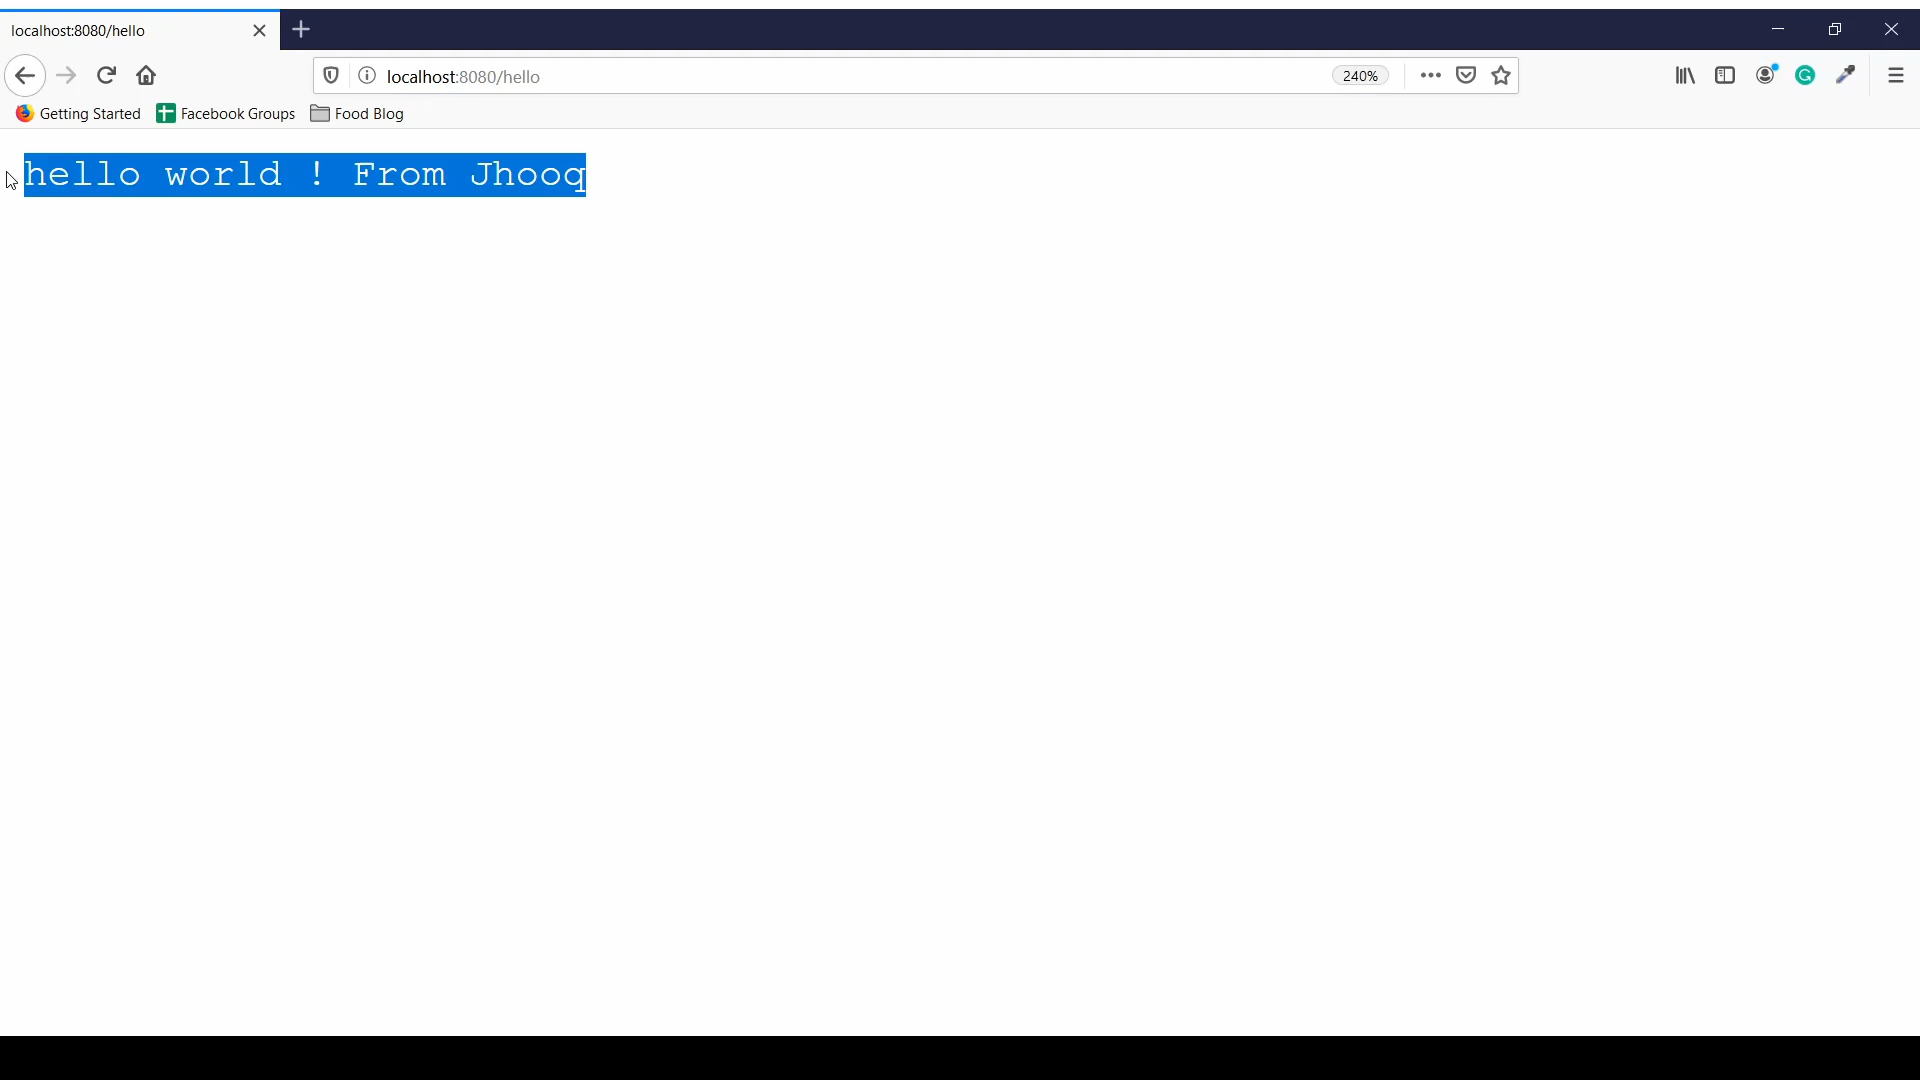 localhost:8080/hello
localhost:8080/hello 240%
Getting Started Facebook Groups Food Blog
hello world ! From Jhooq